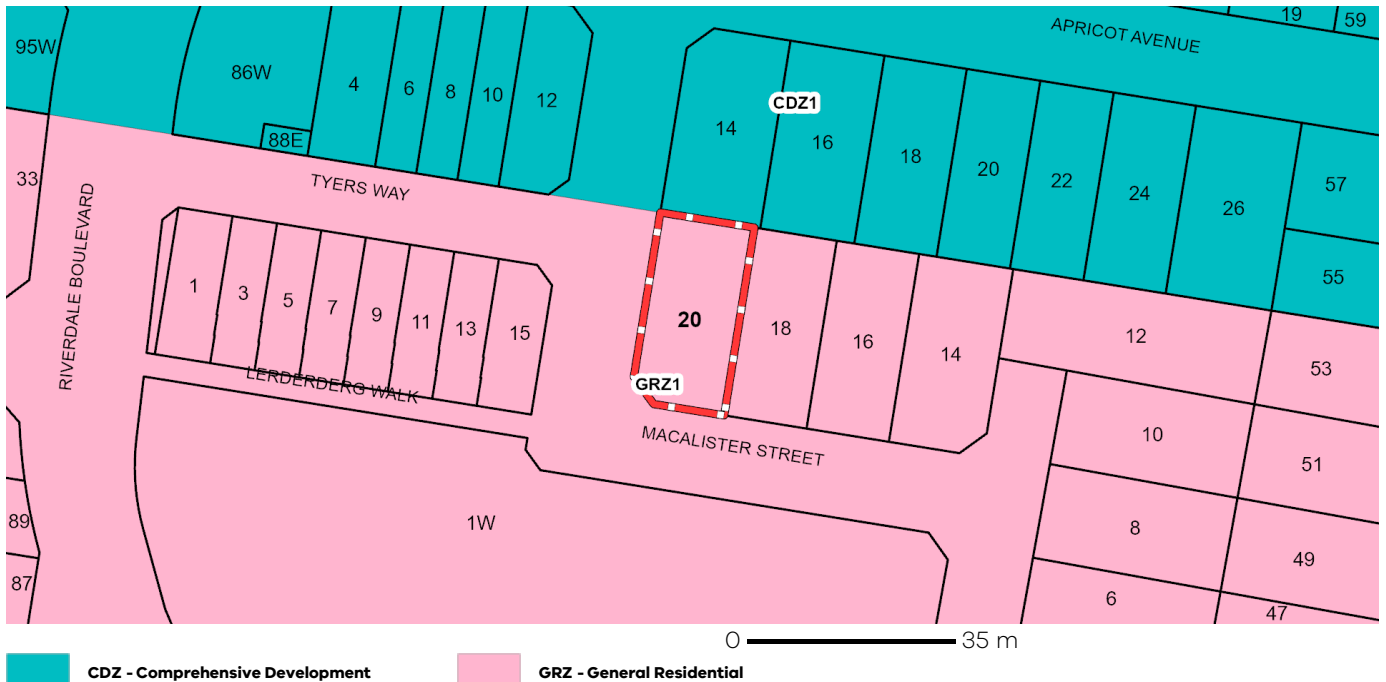 19
59
APRICOT AVENUE
95W
86W
4
6
8
10
12
CDZ1
14
16
18
20
22
24
26
57
88E
33
TYERS WAY
55
RIVERDALE BOULEVARD
1
3
5
7
9
11
13
15
20
18
16
14
12
53
LERDERDERG WALK
GRZ1
MACALISTER STREET
10
51
1W
89
8
49
87
6
47
0 35 m
CDZ - Comprehensive Development
GRZ - General Residential